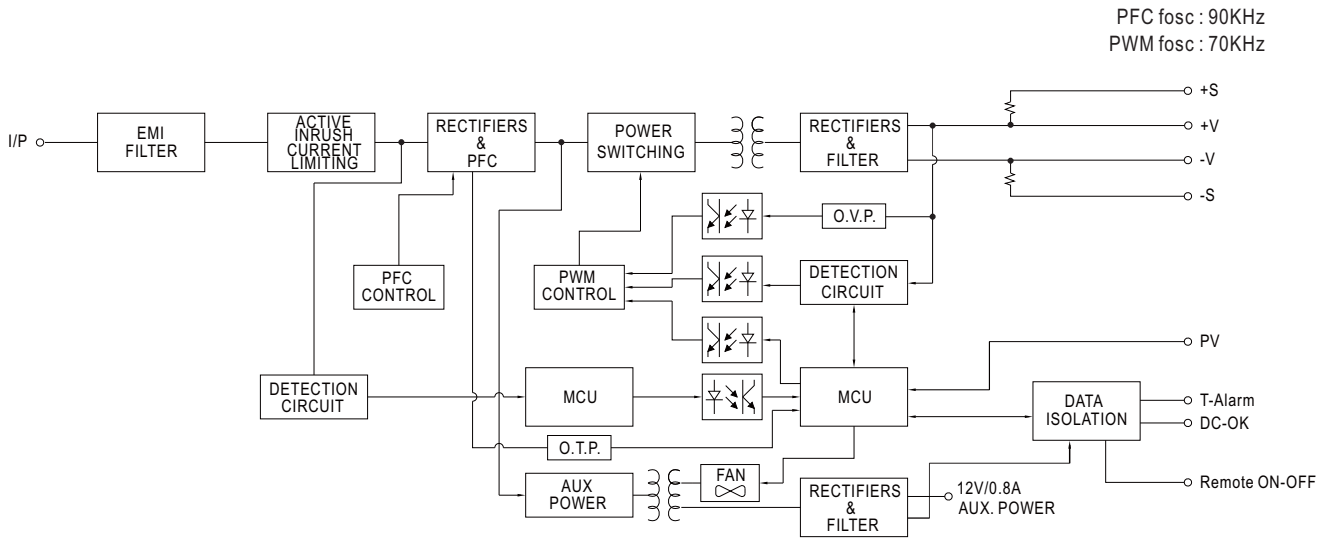 PFC fosc : 90KHz
PWM fosc : 70KHz
I/P
EMI
FILTER
ACTIVE
INRUSH
CURRENT
LIMITING
RECTIFIERS
&
PFC
POWER
SWITCHING
RECTIFIERS
&
FILTER
+S
+V
-V
-S
O.V.P.
PFC
CONTROL
PWM
CONTROL
DETECTION
CIRCUIT
PV
DETECTION
CIRCUIT
MCU
MCU
DATA
ISOLATION
T-Alarm
DC-OK
O.T.P.
AUX
POWER
FAN
RECTIFIERS
&
FILTER
12V/0.8A
AUX. POWER
Remote ON-OFF